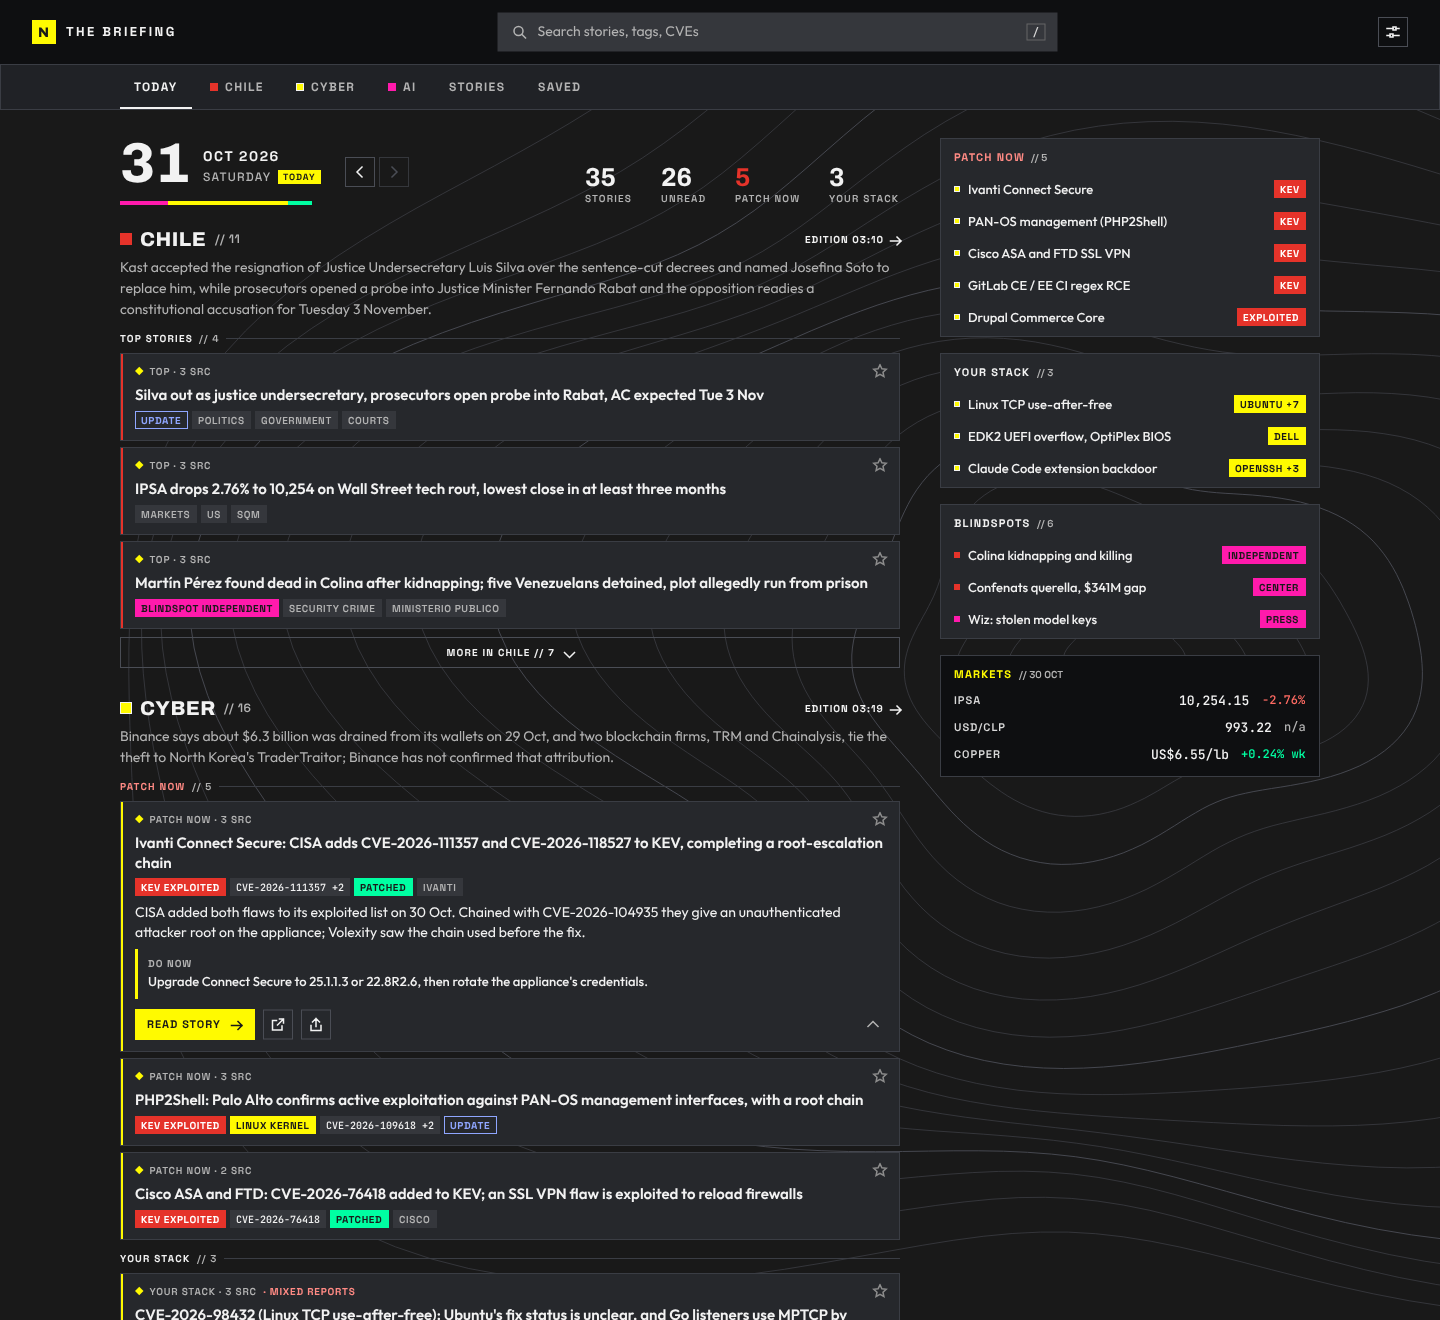 N THE BRIEFING
Search stories, tags, CVEs /
TODAY CHILE CYBER AI STORIES SAVED
31 OCT 2026
SATURDAY TODAY
35 STORIES
26 UNREAD
5 PATCH NOW
3 YOUR STACK
CHILE // 11
EDITION 03:10
Kast accepted the resignation of Justice Undersecretary Luis Silva over the sentence-cut decrees and named Josefina Soto to
replace him, while prosecutors opened a probe into Justice Minister Fernando Rabat and the opposition readies a
constitutional accusation for Tuesday 3 November.
TOP STORIES // 4
TOP · 3 SRC
Silva out as justice undersecretary, prosecutors open probe into Rabat, AC expected Tue 3 Nov
UPDATE POLITICS GOVERNMENT COURTS
TOP · 3 SRC
IPSA drops 2.76% to 10,254 on Wall Street tech rout, lowest close in at least three months
MARKETS US SQM
TOP · 3 SRC
Martín Pérez found dead in Colina after kidnapping; five Venezuelans detained, plot allegedly run from prison
BLINDSPOT INDEPENDENT SECURITY CRIME MINISTERIO PUBLICO
MORE IN CHILE // 7
CYBER // 16
EDITION 03:19
Binance says about $6.3 billion was drained from its wallets on 29 Oct, and two blockchain firms, TRM and Chainalysis, tie the
theft to North Korea's TraderTraitor; Binance has not confirmed that attribution.
PATCH NOW // 5
PATCH NOW · 3 SRC
Ivanti Connect Secure: CISA adds CVE-2026-111357 and CVE-2026-118527 to KEV, completing a root-escalation
chain
KEV EXPLOITED CVE-2026-111357 +2 PATCHED IVANTI
CISA added both flaws to its exploited list on 30 Oct. Chained with CVE-2026-104935 they give an unauthenticated
attacker root on the appliance; Volexity saw the chain used before the fix.
DO NOW
Upgrade Connect Secure to 25.1.1.3 or 22.8R2.6, then rotate the appliance's credentials.
READ STORY
PATCH NOW · 3 SRC
PHP2Shell: Palo Alto confirms active exploitation against PAN-OS management interfaces, with a root chain
KEV EXPLOITED LINUX KERNEL CVE-2026-109618 +2 UPDATE
PATCH NOW · 2 SRC
Cisco ASA and FTD: CVE-2026-76418 added to KEV; an SSL VPN flaw is exploited to reload firewalls
KEV EXPLOITED CVE-2026-76418 PATCHED CISCO
YOUR STACK // 3
YOUR STACK · 3 SRC · MIXED REPORTS
CVE-2026-98432 (Linux TCP use-after-free): Ubuntu's fix status is unclear, and Go listeners use MPTCP by
PATCH NOW // 5
Ivanti Connect Secure KEV
PAN-OS management (PHP2Shell) KEV
Cisco ASA and FTD SSL VPN KEV
GitLab CE / EE CI regex RCE KEV
Drupal Commerce Core EXPLOITED
YOUR STACK // 3
Linux TCP use-after-free UBUNTU +7
EDK2 UEFI overflow, OptiPlex BIOS DELL
Claude Code extension backdoor OPENSSH +3
BLINDSPOTS // 6
Colina kidnapping and killing INDEPENDENT
Confenats querella, $341M gap CENTER
Wiz: stolen model keys PRESS
MARKETS // 30 OCT
IPSA 10,254.15 -2.76%
USD/CLP 993.22 n/a
COPPER US$6.55/lb +0.24% wk